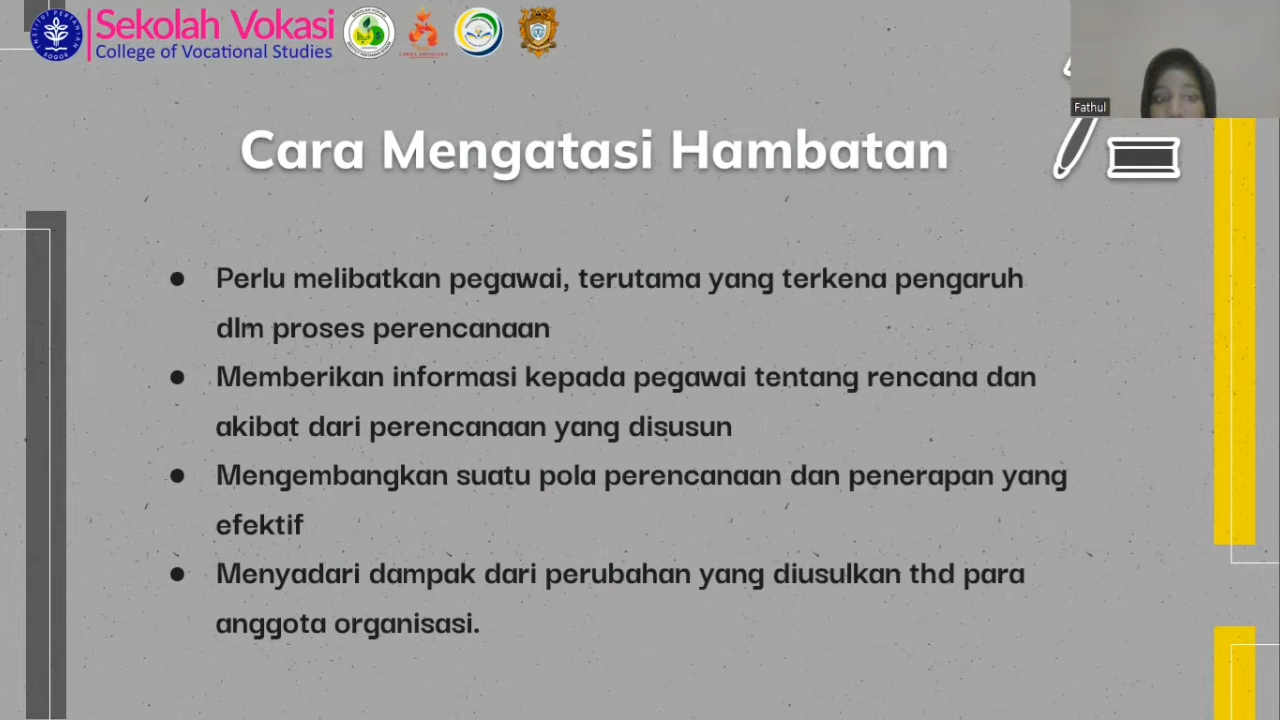 Sekolah Vokasi
College of Vocational Studies
Fathul
Cara Mengatasi Hambatan
● Perlu melibatkan pegawai, terutama yang terkena pengaruh
dlm proses perencanaan
● Memberikan informasi kepada pegawai tentang rencana dan
akibat dari perencanaan yang disusun
● Mengembangkan suatu pola perencanaan dan penerapan yang
efektif
● Menyadari dampak dari perubahan yang diusulkan thd para
anggota organisasi.